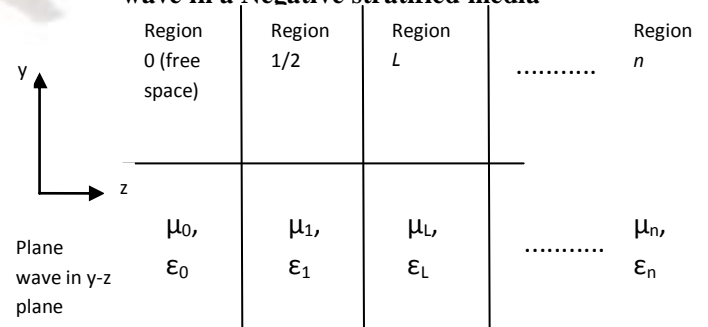 wave in a Negative stratified media
Region Region Region Region
0 (free 1/2 L ........... n
space)
y
z
μ0, μ1, μL, μn,
ε0 ε1 εL ........... εn
Plane
wave in y-z
plane